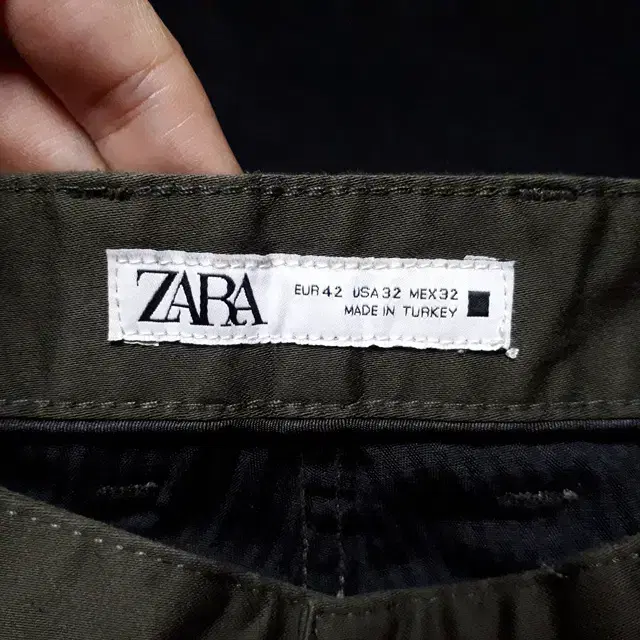 ZARA
EUR 42 USA 32 MEX 32
MADE IN TURKEY